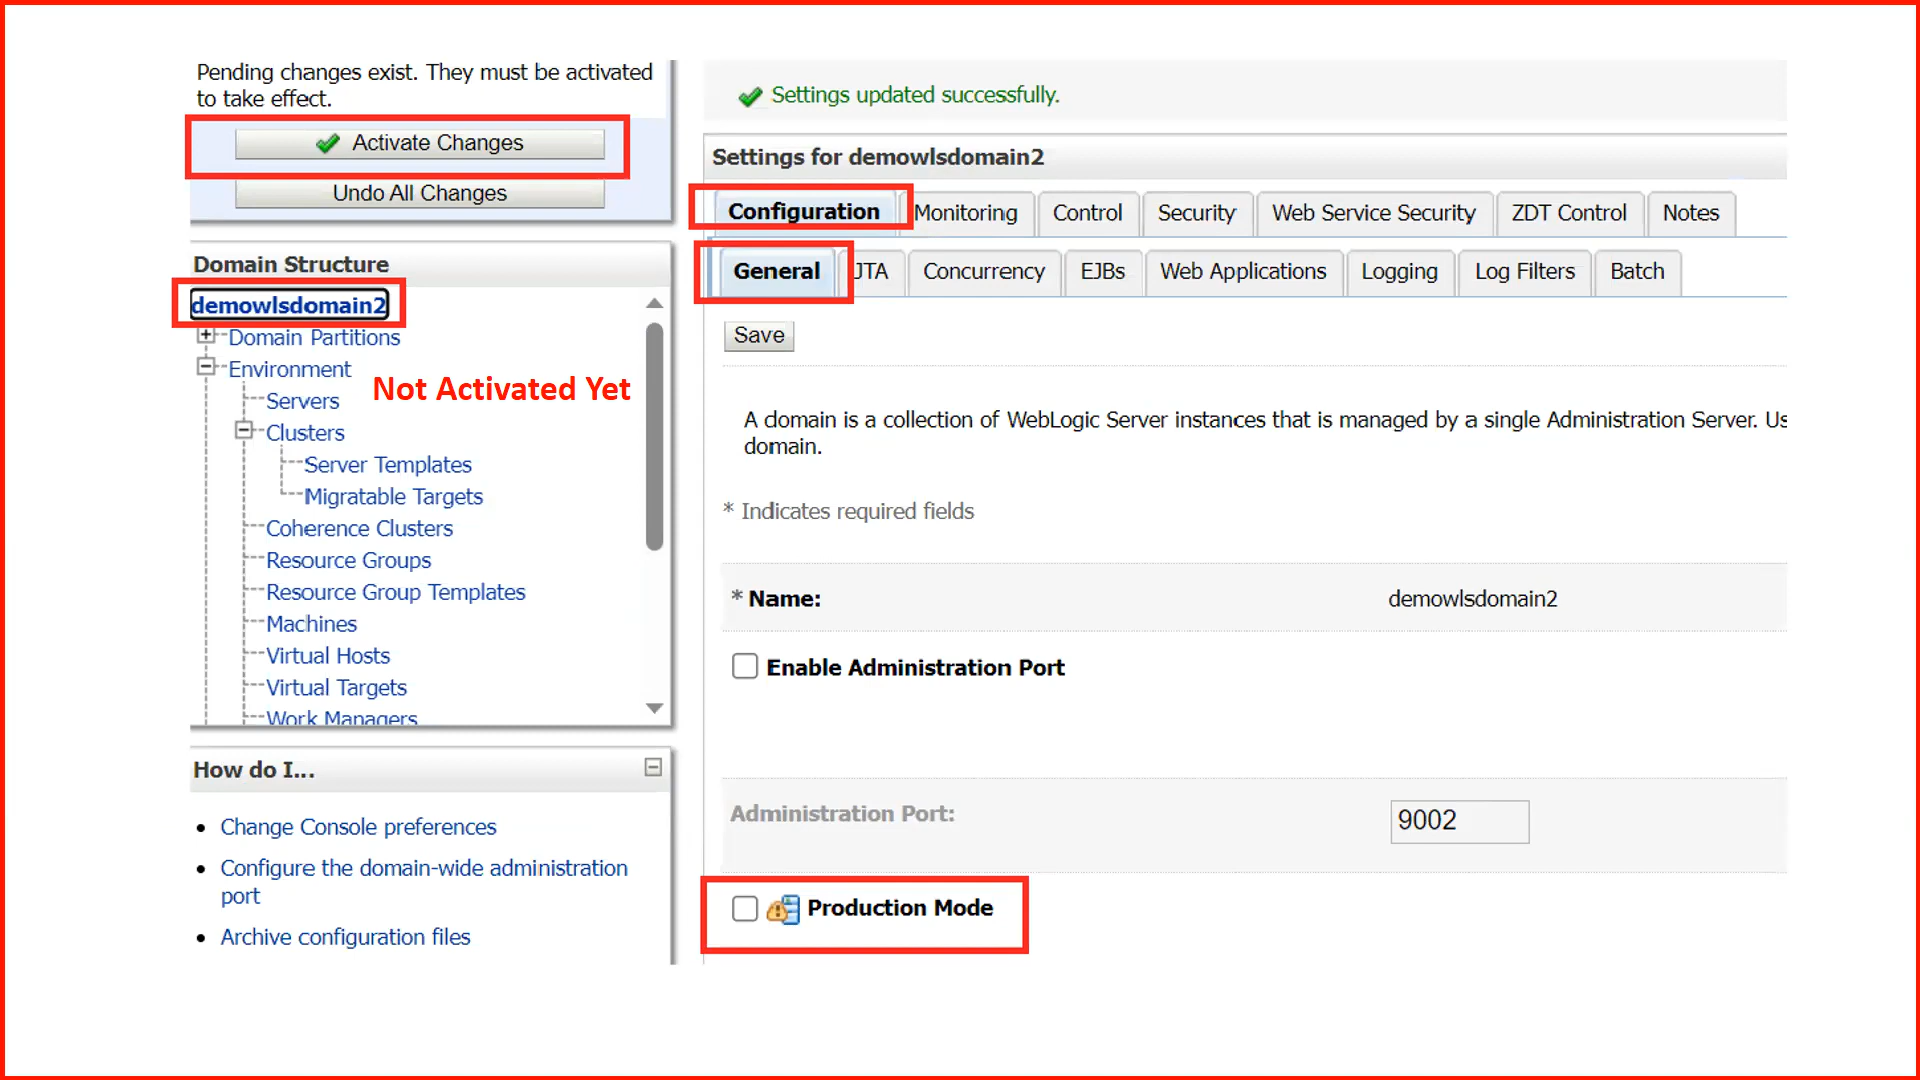 Pending changes exist. They must be activated
to take effect.
Activate Changes
Undo All Changes
Domain Structure
demowlsdomain2
Domain Partitions
Environment
Not Activated Yet
Servers
Clusters
Server Templates
Migratable Targets
Coherence Clusters
Resource Groups
Resource Group Templates
Machines
Virtual Hosts
Virtual Targets
Work Managers
How do I...
Change Console preferences
Configure the domain-wide administration
port
Archive configuration files
Settings updated successfully.
Settings for demowlsdomain2
Configuration Monitoring Control Security Web Service Security ZDT Control Notes
General JTA Concurrency EJBs Web Applications Logging Log Filters Batch
Save
A domain is a collection of WebLogic Server instances that is managed by a single Administration Server. Us
domain.
* Indicates required fields
* Name: demowlsdomain2
Enable Administration Port
Administration Port: 9002
Production Mode